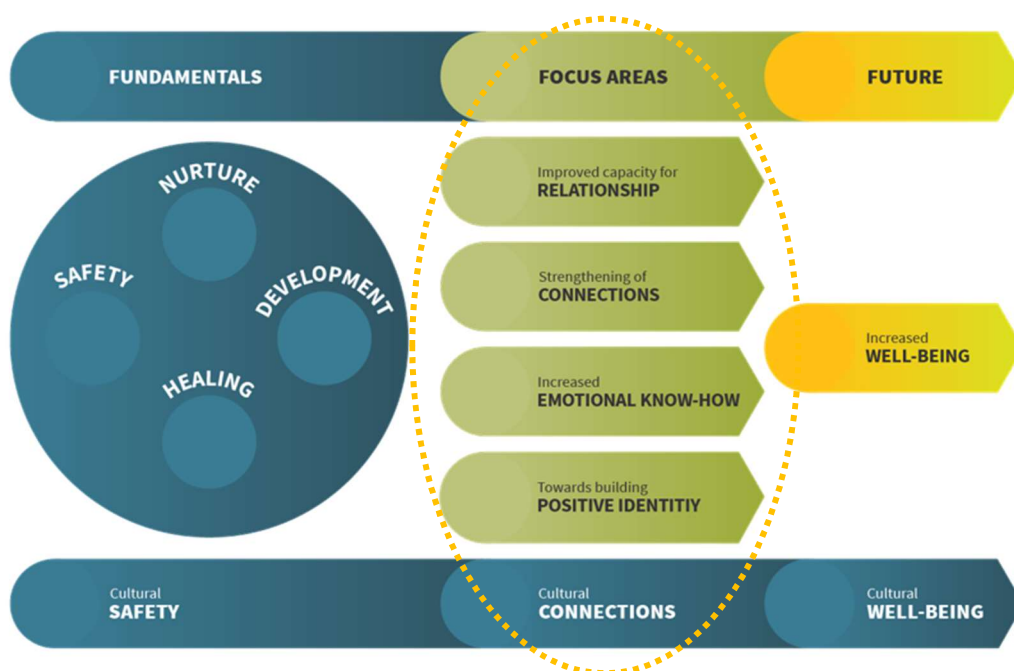 FUNDAMENTALS
FOCUS AREAS
FUTURE
NURTURE
SAFETY
DEVELOPMENT
HEALING
Improved capacity for
RELATIONSHIP
Strengthening of
CONNECTIONS
Increased
EMOTIONAL KNOW-HOW
Towards building
POSITIVE IDENTITIY
Increased
WELL-BEING
Cultural
SAFETY
Cultural
CONNECTIONS
Cultural
WELL-BEING